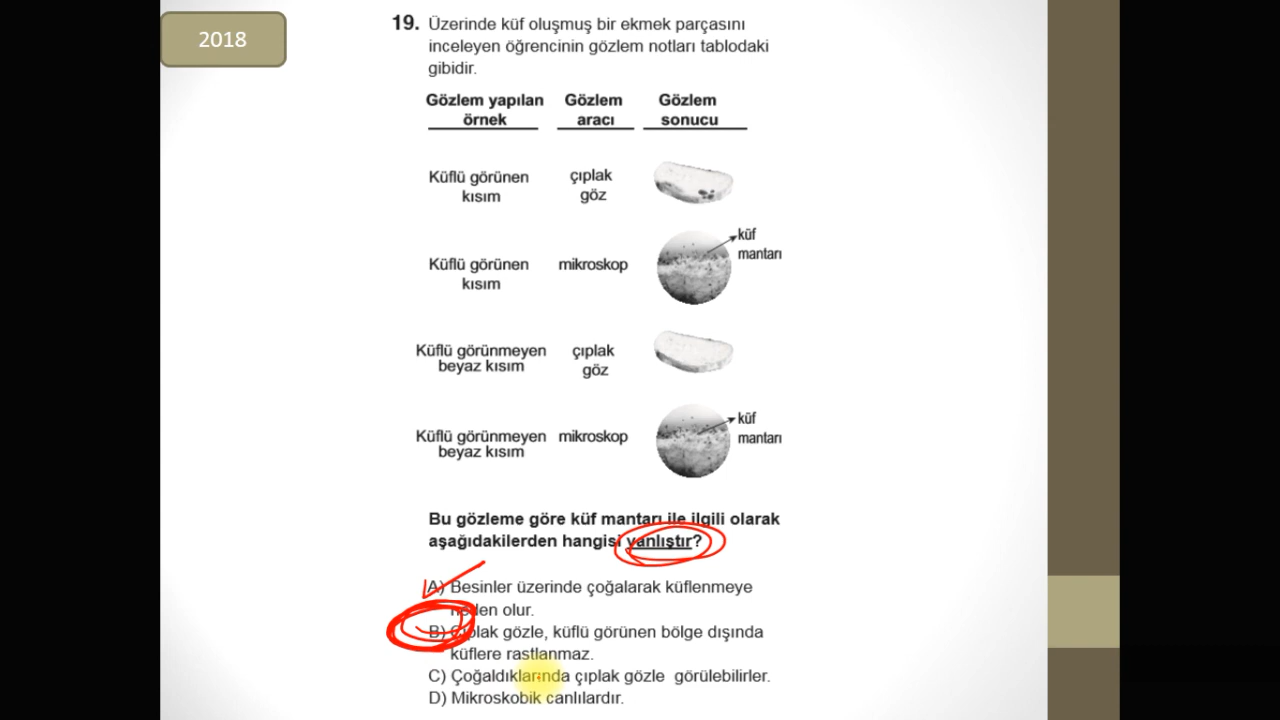 2018
19. Üzerinde küf oluşmuş bir ekmek parçasını
inceleyen öğrencinin gözlem notları tablodaki
gibidir.
Gözlem yapılan örnek
Gözlem aracı
Gözlem sonucu
Küflü görünen kısım
çıplak göz
Küflü görünen kısım
mikroskop
küf mantarı
Küflü görünmeyen beyaz kısım
çıplak göz
Küflü görünmeyen beyaz kısım
mikroskop
küf mantarı
Bu gözleme göre küf mantarı ile ilgili olarak
aşağıdakilerden hangisi yanlıştır?
A) Besinler üzerinde çoğalarak küflenmeye
neden olur.
B) Çıplak gözle, küflü görünen bölge dışında
küflere rastlanmaz.
C) Çoğaldıklarında çıplak gözle görülebilirler.
D) Mikroskobik canlılardır.